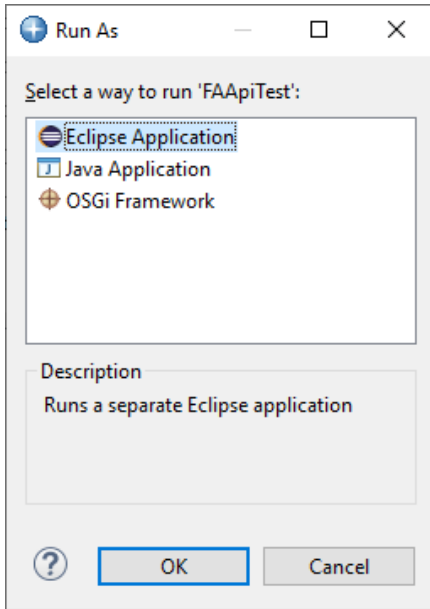 Run As
Select a way to run 'FAApiTest':
Eclipse Application
J Java Application
OSGi Framework
Description
Runs a separate Eclipse application
?
OK
Cancel